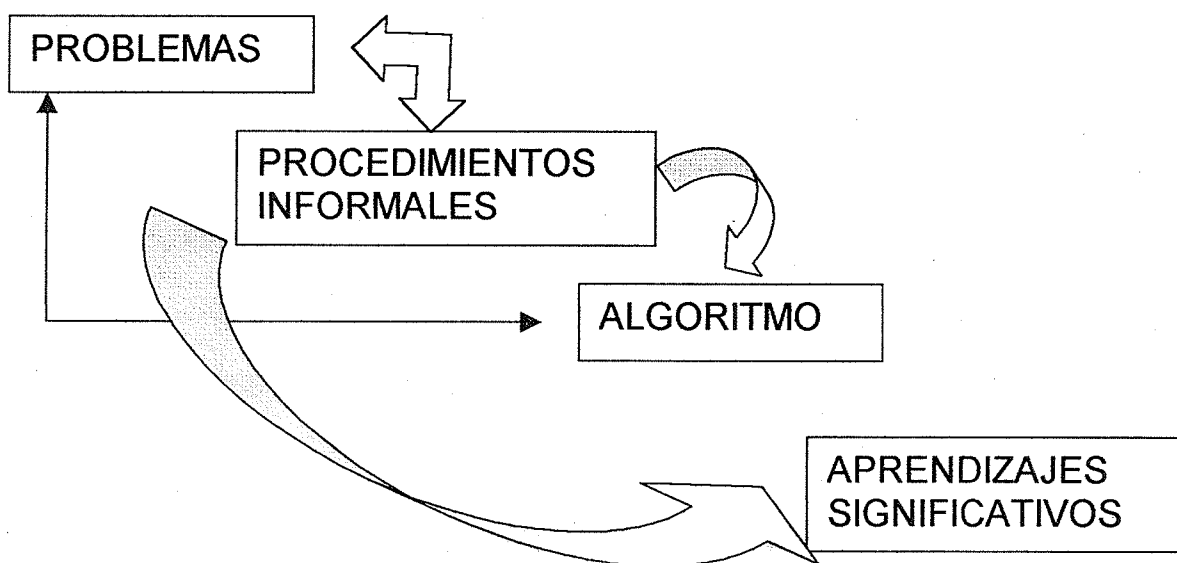 PROBLEMAS
PROCEDIMIENTOS
INFORMALES
ALGORITMO
APRENDIZAJES
SIGNIFICATIVOS